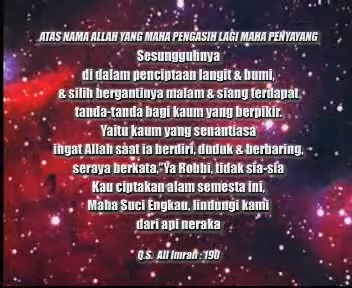 ATAS NAMA ALLAH YANG MAHA PENGASIH LAGI MAHA PENYAYANG
Sesungguhnya
di dalam penciptaan langit & bumi,
& silih bergantinya malam & siang terdapat
tanda-tanda bagi kaum yang berpikir.
Yaitu kaum yang senantiasa
ihgat Allah saat ia berdiri, duduk & berbaring,
seraya berkata,"Ya Robbi, tidak sia-sia
Kau ciptakan alam semesta ini,
Maha Suci Engkau, lindungi kami
dari api neraka
Q.S. Ali Imran : 190